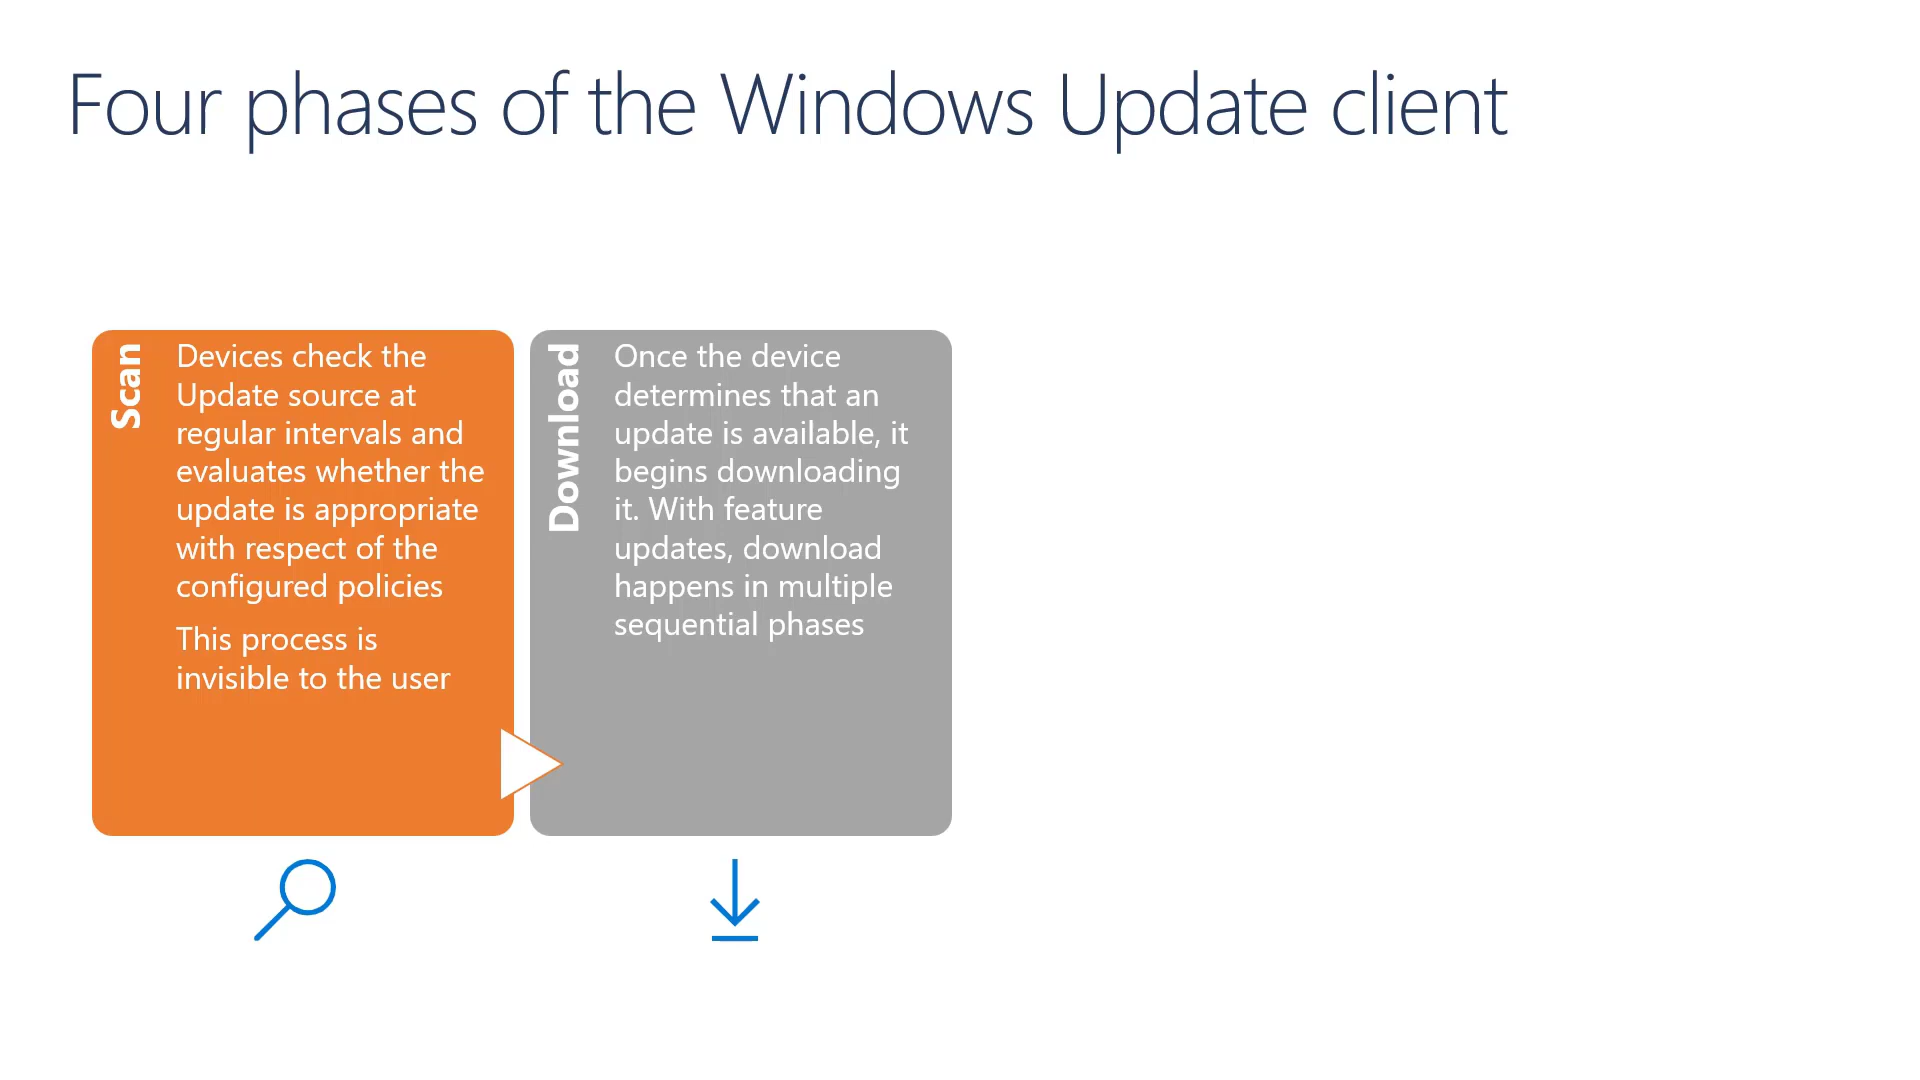 Four phases of the Windows Update client
Scan
Devices check the
Update source at
regular intervals and
evaluates whether the
update is appropriate
with respect of the
configured policies
This process is
invisible to the user
Download
Once the device
determines that an
update is available, it
begins downloading
it. With feature
updates, download
happens in multiple
sequential phases